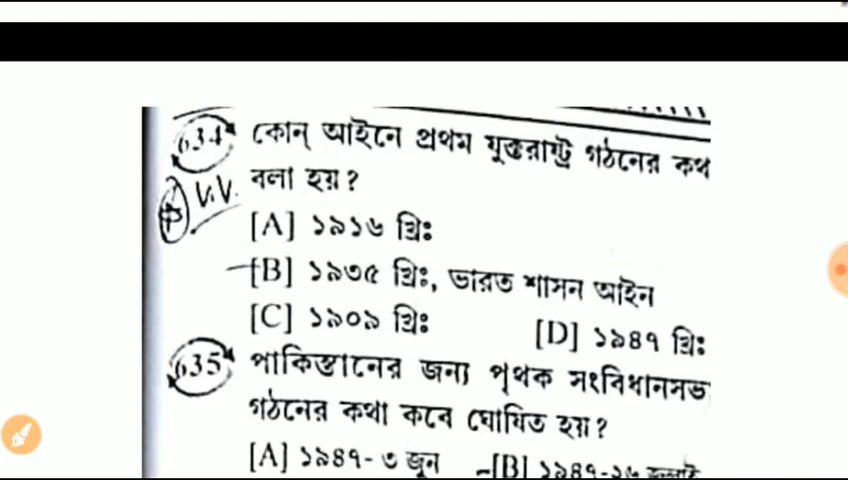 634 কোন্ আইনে প্রথম যুক্তরাষ্ট্র গঠনের কথ
V.V. বলা হয়?
[A] ১৯১৬ খ্রিঃ
[B] ১৯৩৫ খ্রিঃ, ভারত শাসন আইন
[C] ১৯০৯ খ্রিঃ [D] ১৯৪৭ খ্রিঃ
635 পাকিস্তানের জন্য পৃথক সংবিধানসভ
গঠনের কথা কবে ঘোষিত হয়?
[A] ১৯৪৭- ৩ জুন [B] ১৯৪৭-২৬ জুলাই